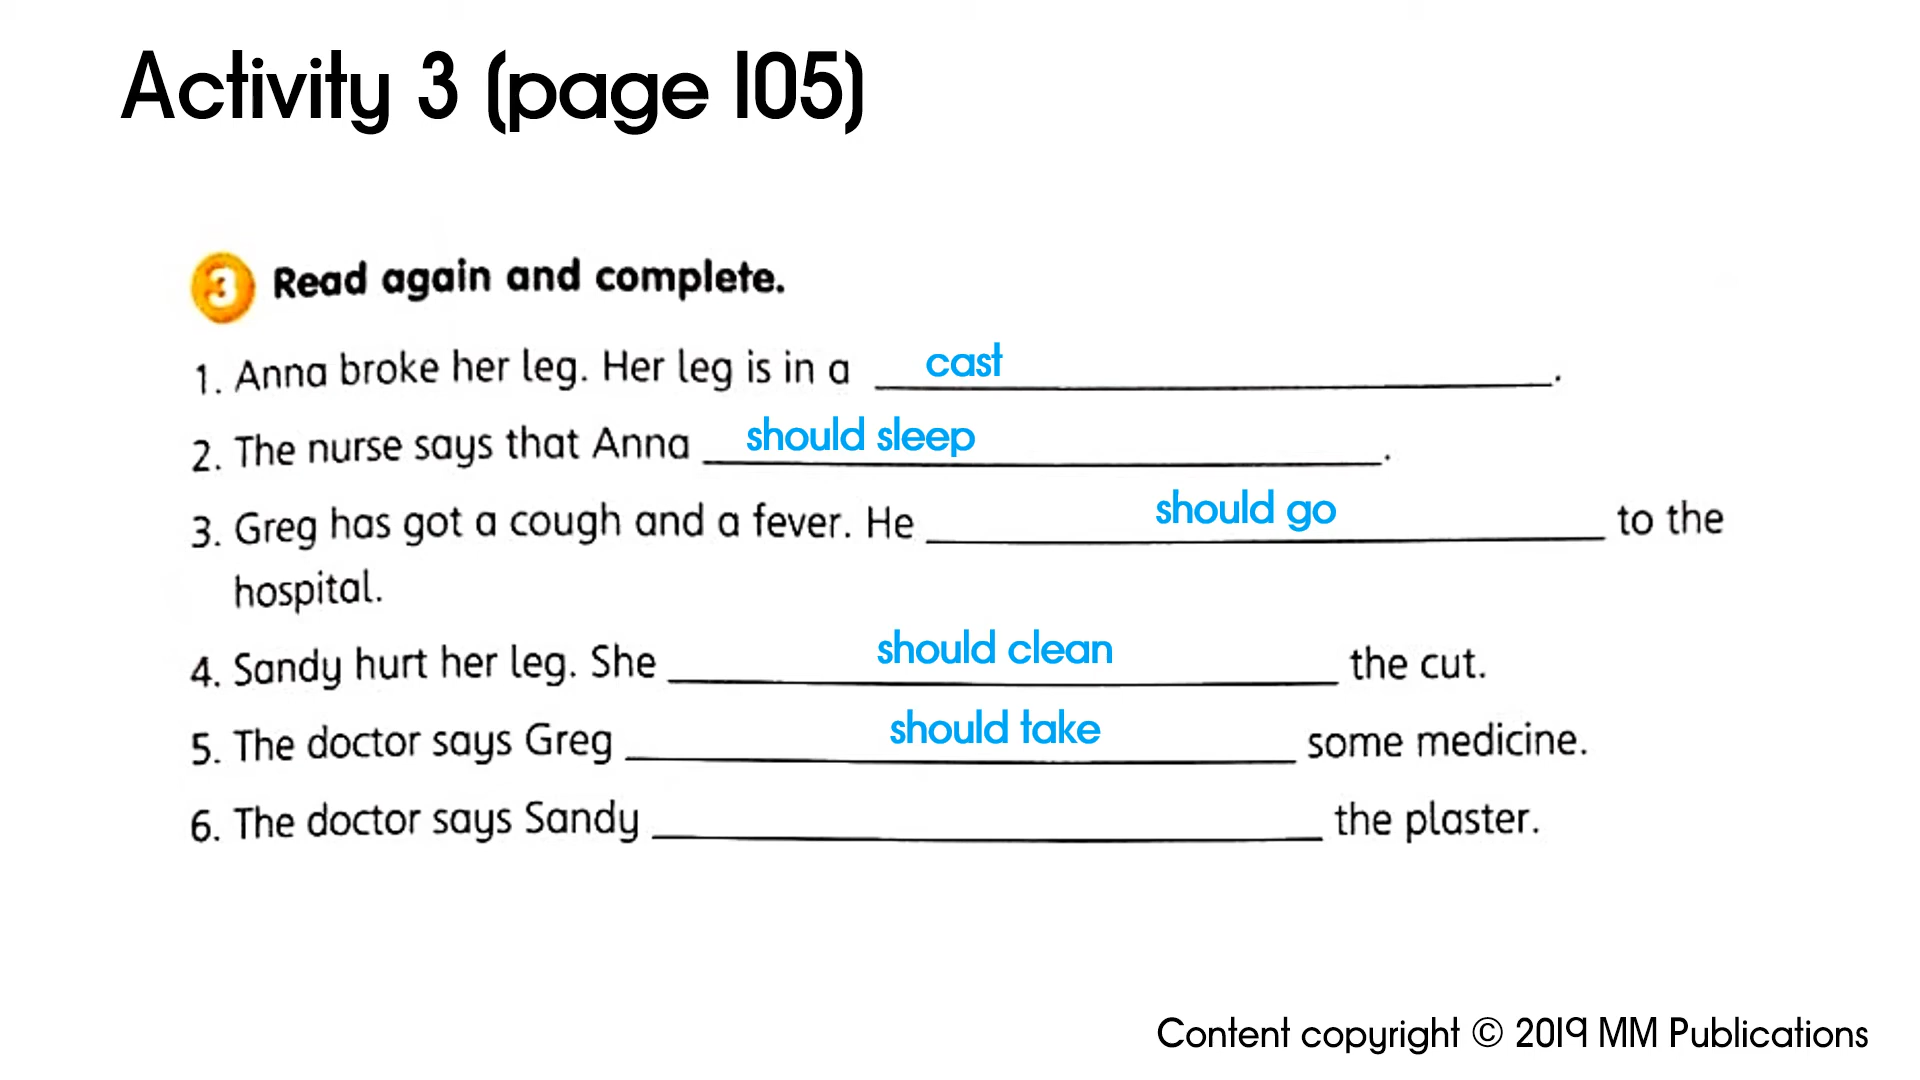 Activity 3 (page 105)
3 Read again and complete.
1. Anna broke her leg. Her leg is in a cast.
2. The nurse says that Anna should sleep.
3. Greg has got a cough and a fever. He should go to the
hospital.
4. Sandy hurt her leg. She should clean the cut.
5. The doctor says Greg should take some medicine.
6. The doctor says Sandy ____________ the plaster.
Content copyright © 2019 MM Publications